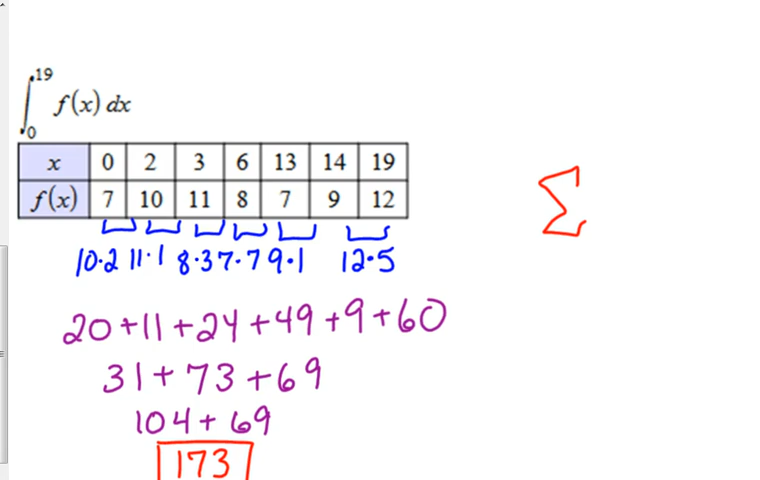 ∫₀¹⁹ f(x) dx
x 0 2 3 6 13 14 19
f(x) 7 10 11 8 7 9 12
10·2 11·1 8·3 7·7 9·1 12·5
Σ
20+11+24+49+9+60
31+73+69
104+69
173